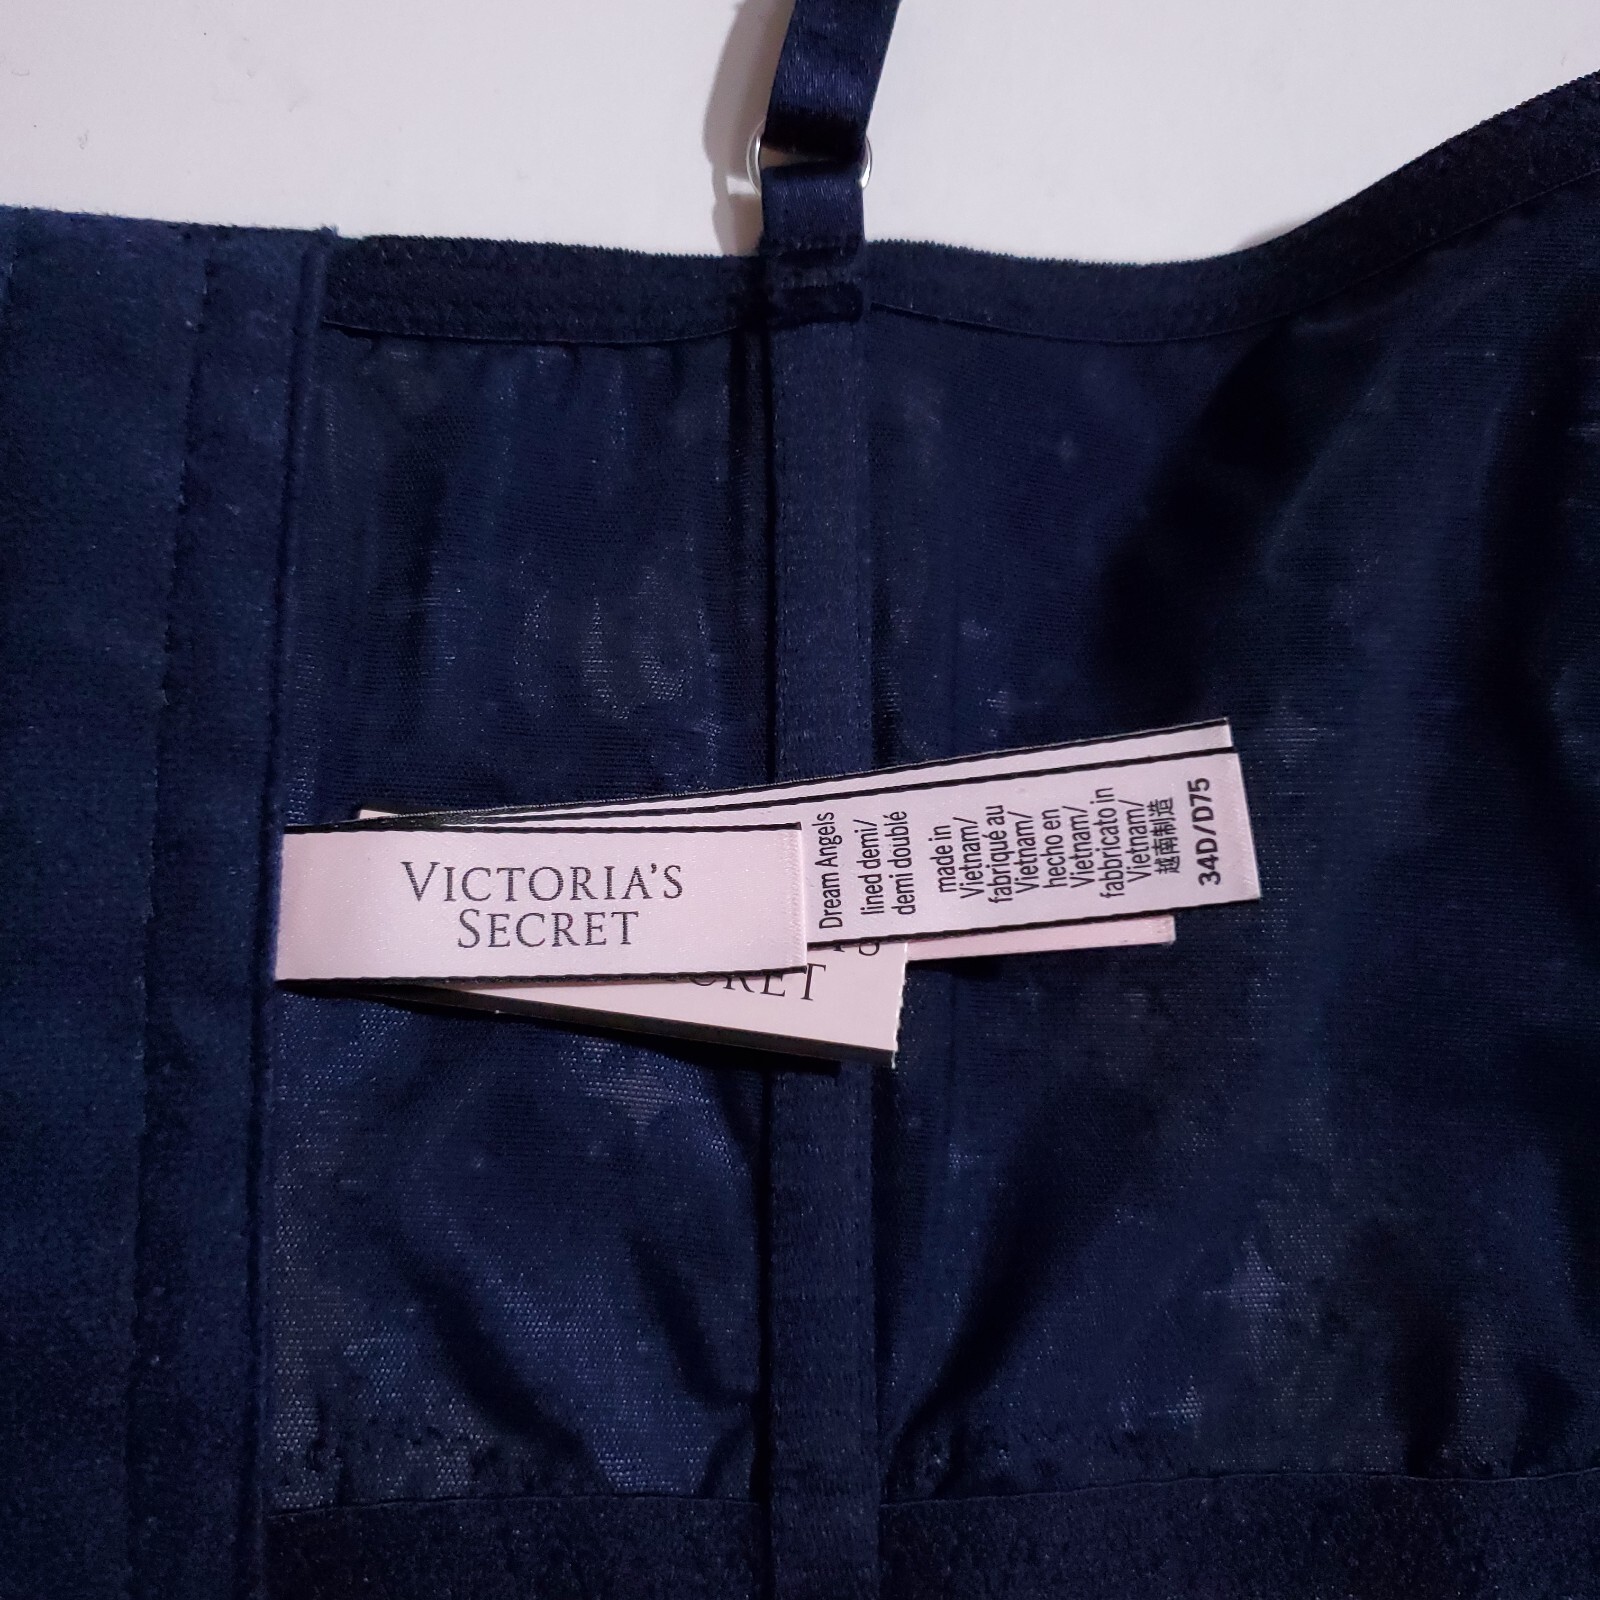 VICTORIA'S
SECRET
Dream Angels
lined demi/
demi doublé
made in
Vietnam/
fabriqué au
Vietnam/
hecho en
Vietnam/
fabbricato in
Vietnam/
越南制造
34D/D75